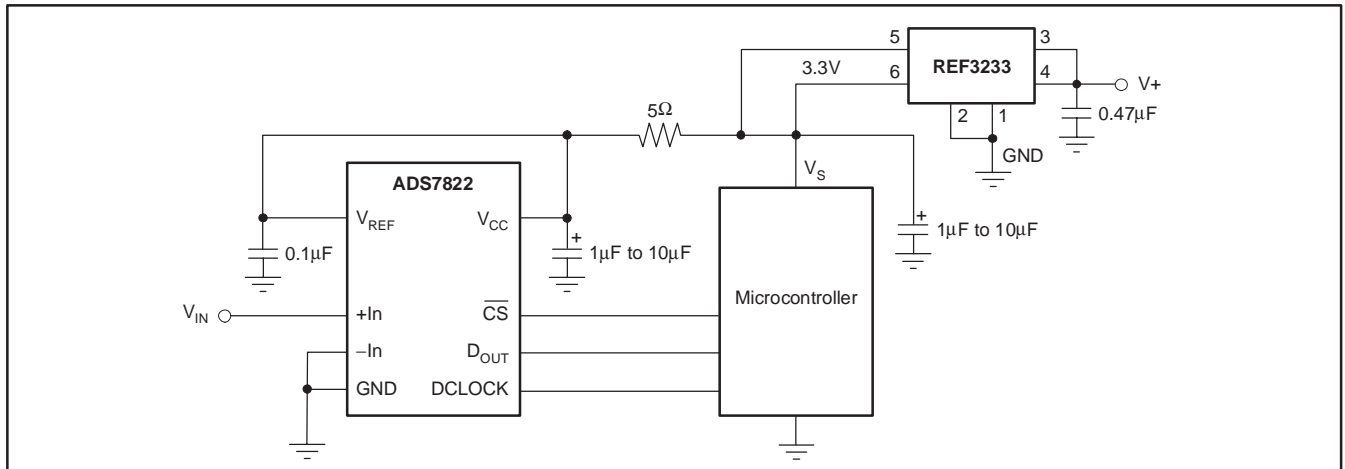 5
3
REF3233
3.3V
6
4
V+
2
1
0.47μF
5Ω
GND
V_S
ADS7822
V_REF
V_CC
+
+
0.1μF
1μF to 10μF
1μF to 10μF
Microcontroller
V_IN
+In
C̅S̅
–In
D_OUT
GND
DCLOCK